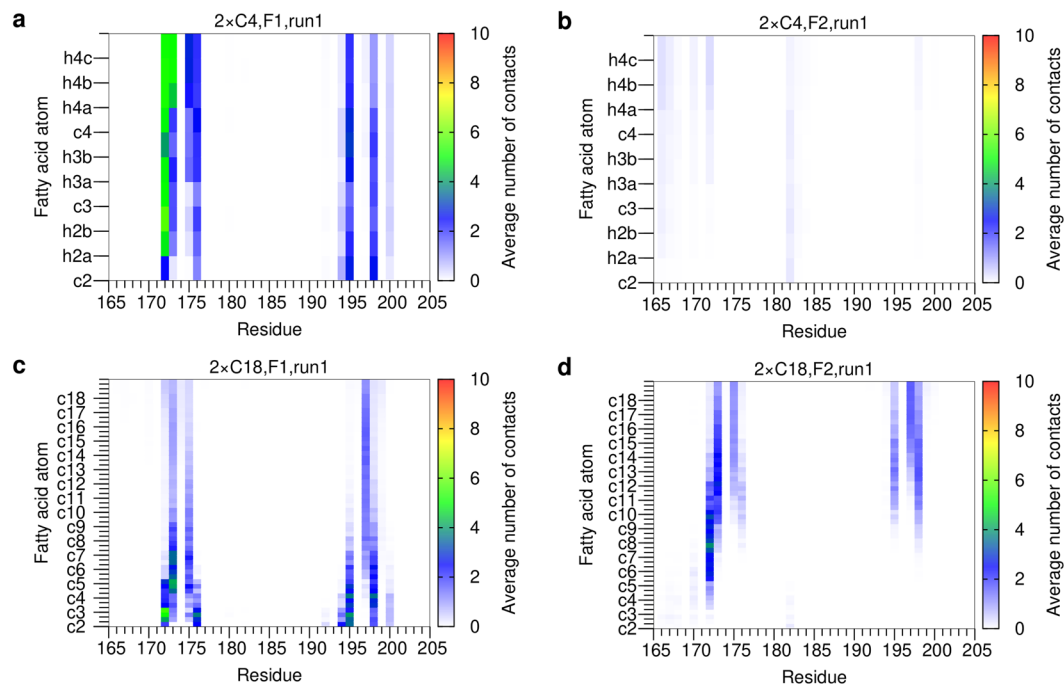 a
2×C4,F1,run1
h4c
h4b
h4a
c4
h3b
h3a
c3
h2b
h2a
c2
Fatty acid atom
165 170 175 180 185 190 195 200 205
Residue
10
8
6
4
2
0
Average number of contacts
b
2×C4,F2,run1
h4c
h4b
h4a
c4
h3b
h3a
c3
h2b
h2a
c2
Fatty acid atom
165 170 175 180 185 190 195 200 205
Residue
10
8
6
4
2
0
Average number of contacts
c
2×C18,F1,run1
c18
c17
c16
c15
c14
c13
c12
c11
c10
c9
c8
c7
c6
c5
c4
c3
c2
Fatty acid atom
165 170 175 180 185 190 195 200 205
Residue
10
8
6
4
2
0
Average number of contacts
d
2×C18,F2,run1
c18
c17
c16
c15
c14
c13
c12
c11
c10
c9
c8
c7
c6
c5
c4
c3
c2
Fatty acid atom
165 170 175 180 185 190 195 200 205
Residue
10
8
6
4
2
0
Average number of contacts